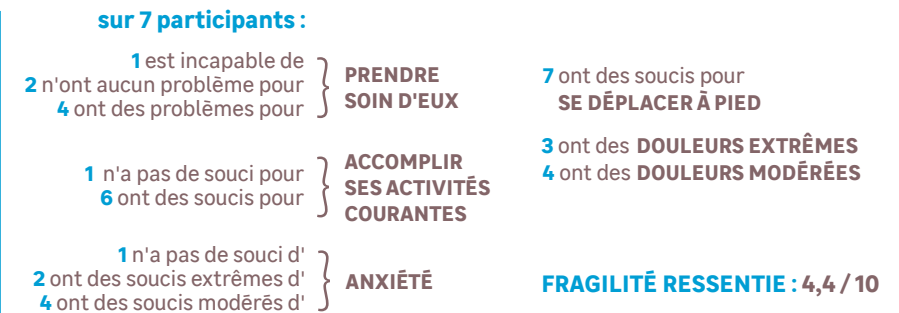 sur 7 participants :
1 est incapable de
2 n'ont aucun problème pour
4 ont des problèmes pour
PRENDRE
SOIN D'EUX
1 n'a pas de souci pour
6 ont des soucis pour
ACCOMPLIR
SES ACTIVITÉS
COURANTES
1 n'a pas de souci d'
2 ont des soucis extrêmes d'
4 ont des soucis modérés d'
ANXIÉTÉ
7 ont des soucis pour
SE DÉPLACER À PIED
3 ont des DOULEURS EXTRÊMES
4 ont des DOULEURS MODÉRÉES
FRAGILITÉ RESSENTIE : 4,4 / 10